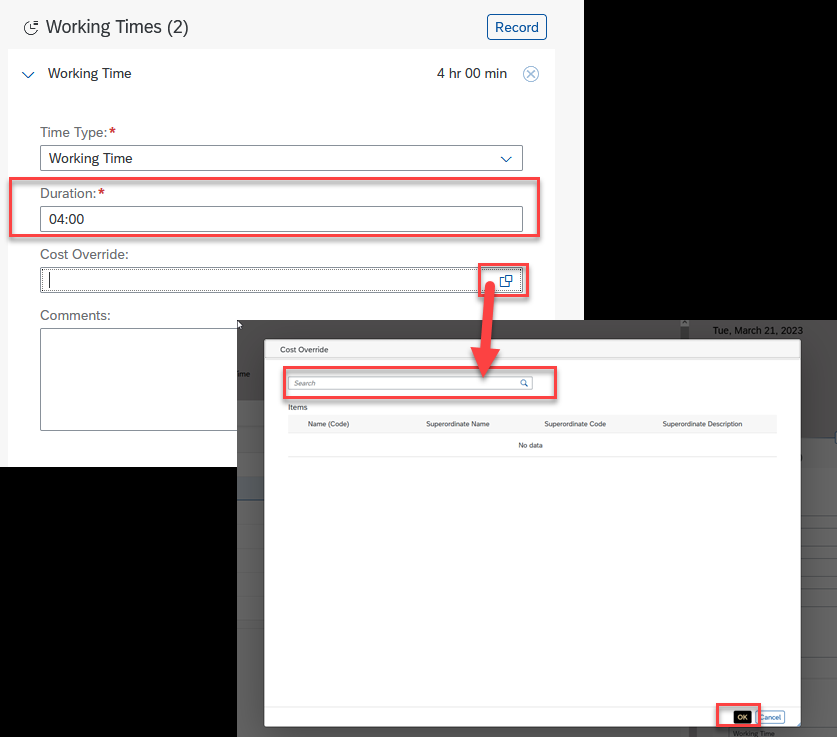 Working Times (2)
Record
Working Time
4 hr 00 min
Time Type:*
Working Time
Duration:*
04:00
Cost Override:
Comments:
Tue, March 21, 2023
Cost Override
Search
Items
Name (Code) Superordinate Name Superordinate Code Superordinate Description
No data
OK
Cancel
Working Time